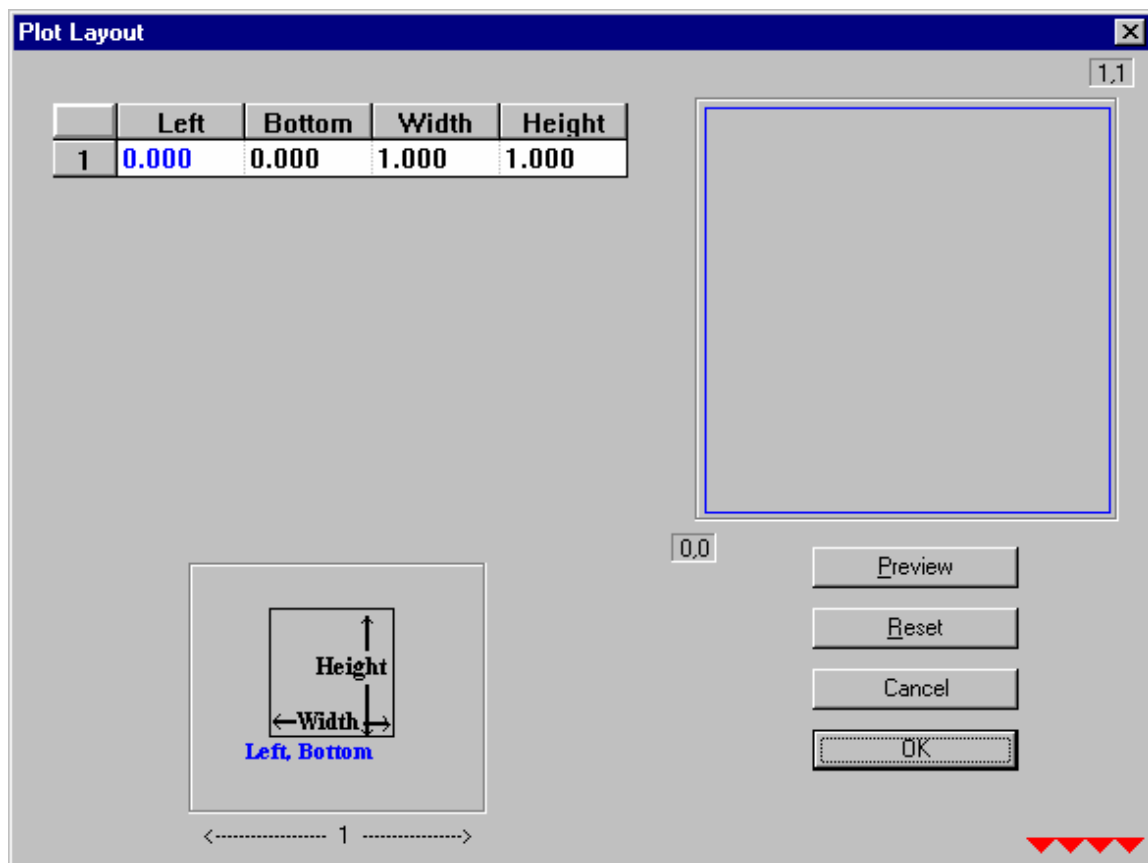 Plot Layout
1,1
Left Bottom Width Height
1 0.000 0.000 1.000 1.000
0,0
Preview
Reset
Cancel
OK
Height
Width
Left, Bottom
<----------------- 1 --------------->